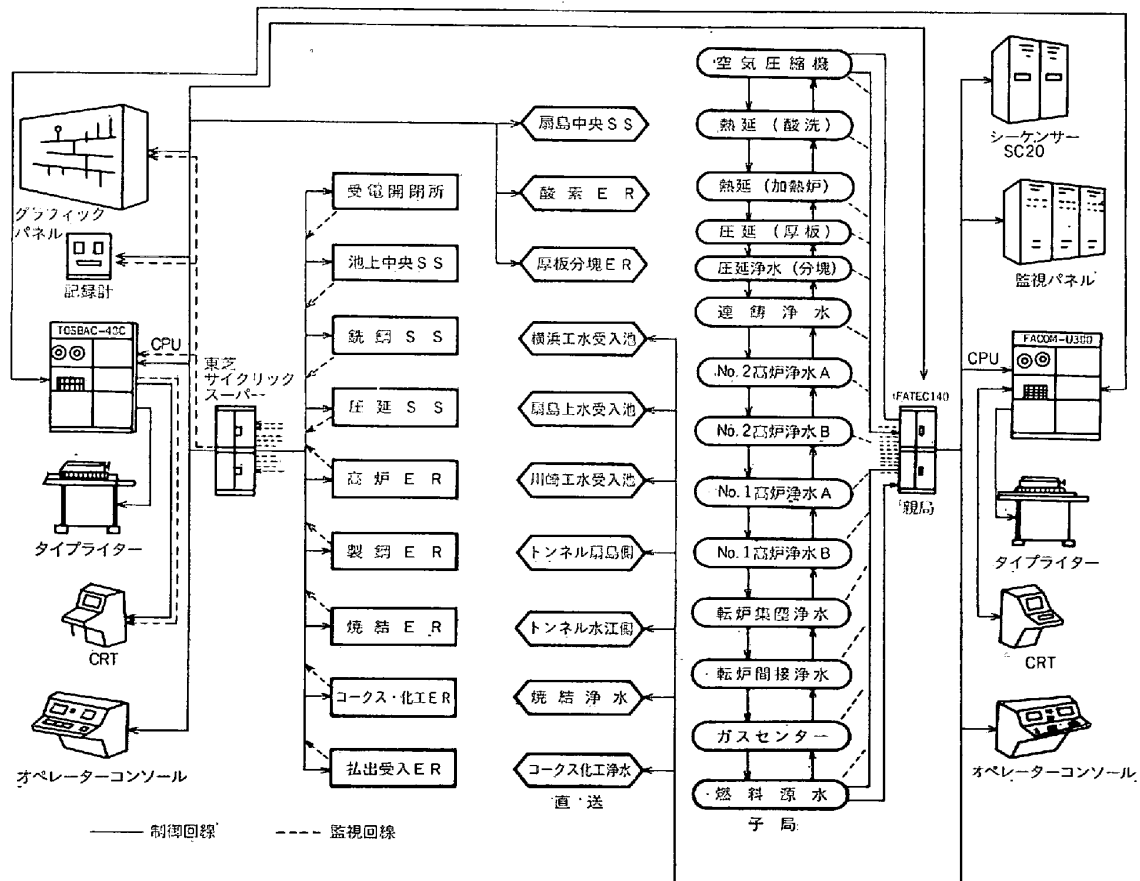 グラフィック
パネル
記録計
TOSBAC-40C
CPU
東芝
サイクリック
スーパー
タイプライター
CRT
オペレーターコンソール
受電開閉所
池上中央SS
銑鋼SS
圧延SS
高炉ER
製鋼ER
焼結ER
コークス・化工ER
払出受入ER
扇島中央SS
酸素ER
厚板分塊ER
横浜工水受入池
扇島上水受入池
川崎工水受入池
トンネル扇島側
トンネル水江側
焼結浄水
コークス化工浄水
直送
空気圧縮機
熱延(酸洗)
熱延(加熱炉)
圧延(厚板)
圧延浄水(分塊)
連鋳浄水
No.2高炉浄水A
No.2高炉浄水B
No.1高炉浄水A
No.1高炉浄水B
転炉集塵浄水
転炉間接浄水
ガスセンター
燃料源水
子局
FATEC140
親局
シーケンサー
SC20
監視パネル
FACOM-U300
CPU
タイプライター
CRT
オペレーターコンソール
制御回線
監視回線